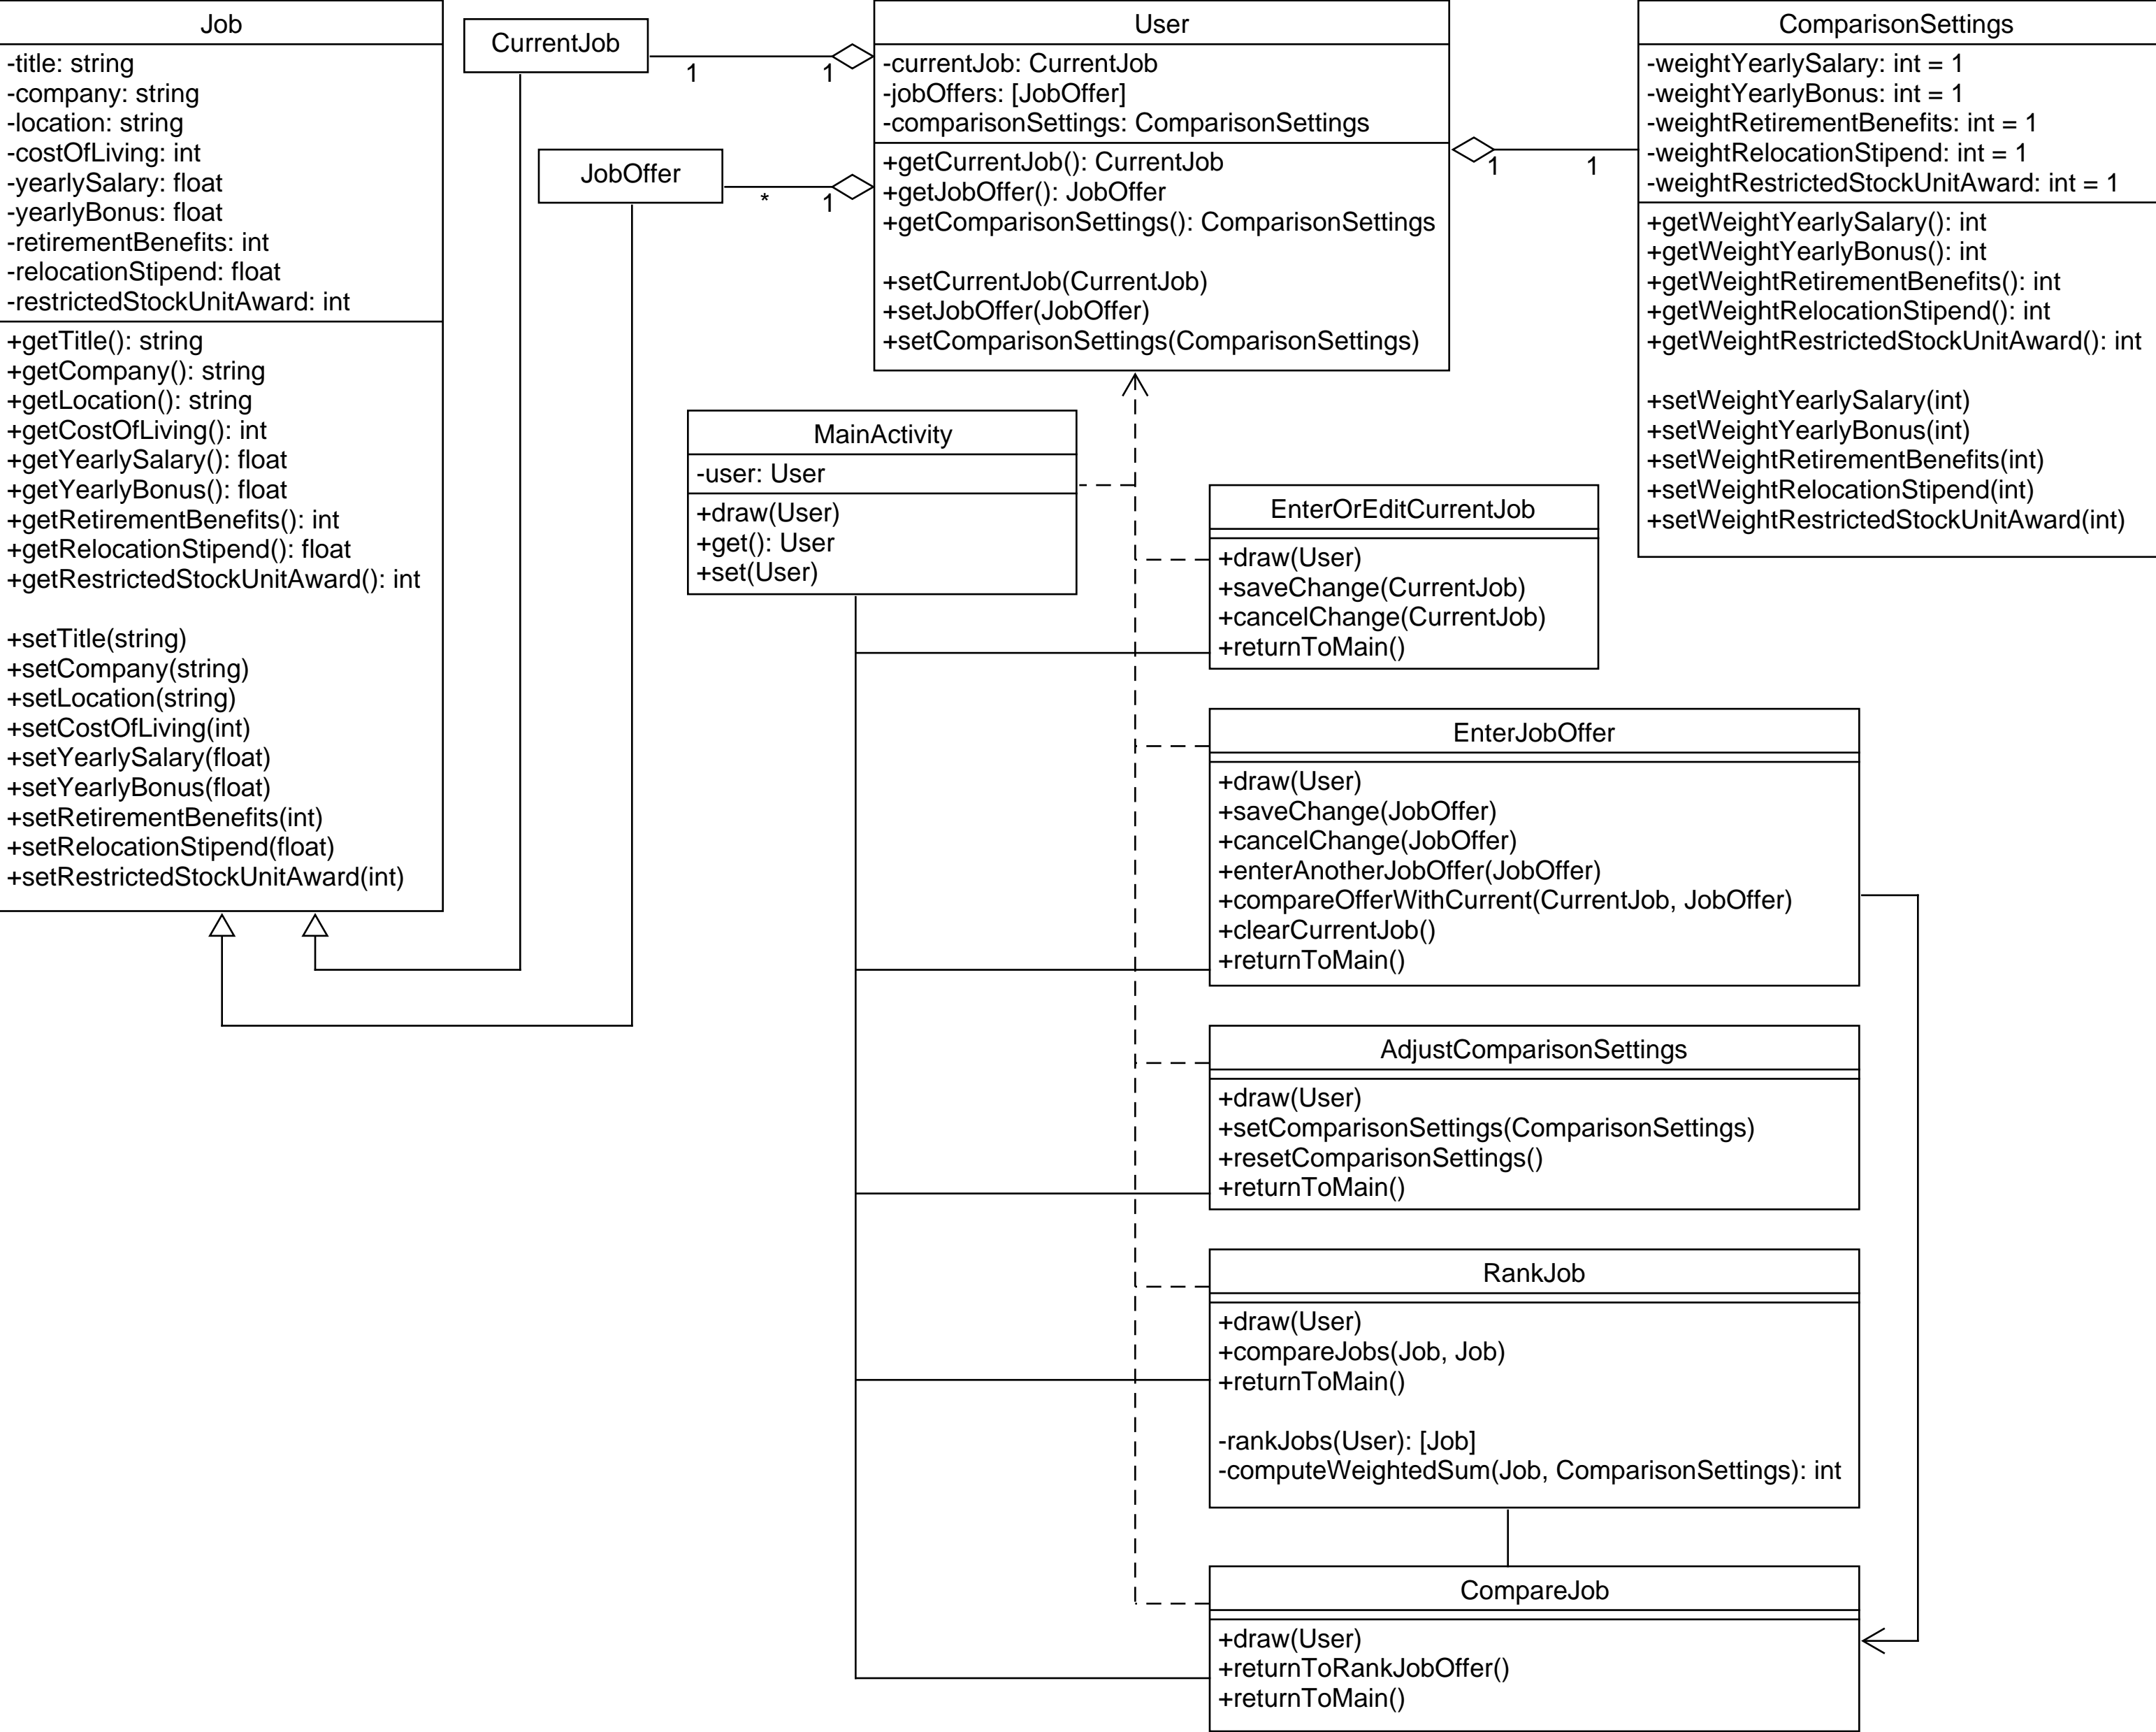 Job
-title: string
-company: string
-location: string
-costOfLiving: int
-yearlySalary: float
-yearlyBonus: float
-retirementBenefits: int
-relocationStipend: float
-restrictedStockUnitAward: int
+getTitle(): string
+getCompany(): string
+getLocation(): string
+getCostOfLiving(): int
+getYearlySalary(): float
+getYearlyBonus(): float
+getRetirementBenefits(): int
+getRelocationStipend(): float
+getRestrictedStockUnitAward(): int
+setTitle(string)
+setCompany(string)
+setLocation(string)
+setCostOfLiving(int)
+setYearlySalary(float)
+setYearlyBonus(float)
+setRetirementBenefits(int)
+setRelocationStipend(float)
+setRestrictedStockUnitAward(int)
CurrentJob
1
1
JobOffer
*
1
User
-currentJob: CurrentJob
-jobOffers: [JobOffer]
-comparisonSettings: ComparisonSettings
+getCurrentJob(): CurrentJob
+getJobOffer(): JobOffer
+getComparisonSettings(): ComparisonSettings
+setCurrentJob(CurrentJob)
+setJobOffer(JobOffer)
+setComparisonSettings(ComparisonSettings)
1
1
ComparisonSettings
-weightYearlySalary: int = 1
-weightYearlyBonus: int = 1
-weightRetirementBenefits: int = 1
-weightRelocationStipend: int = 1
-weightRestrictedStockUnitAward: int = 1
+getWeightYearlySalary(): int
+getWeightYearlyBonus(): int
+getWeightRetirementBenefits(): int
+getWeightRelocationStipend(): int
+getWeightRestrictedStockUnitAward(): int
+setWeightYearlySalary(int)
+setWeightYearlyBonus(int)
+setWeightRetirementBenefits(int)
+setWeightRelocationStipend(int)
+setWeightRestrictedStockUnitAward(int)
MainActivity
-user: User
+draw(User)
+get(): User
+set(User)
EnterOrEditCurrentJob
+draw(User)
+saveChange(CurrentJob)
+cancelChange(CurrentJob)
+returnToMain()
EnterJobOffer
+draw(User)
+saveChange(JobOffer)
+cancelChange(JobOffer)
+enterAnotherJobOffer(JobOffer)
+compareOfferWithCurrent(CurrentJob, JobOffer)
+clearCurrentJob()
+returnToMain()
AdjustComparisonSettings
+draw(User)
+setComparisonSettings(ComparisonSettings)
+resetComparisonSettings()
+returnToMain()
RankJob
+draw(User)
+compareJobs(Job, Job)
+returnToMain()
-rankJobs(User): [Job]
-computeWeightedSum(Job, ComparisonSettings): int
CompareJob
+draw(User)
+returnToRankJobOffer()
+returnToMain()